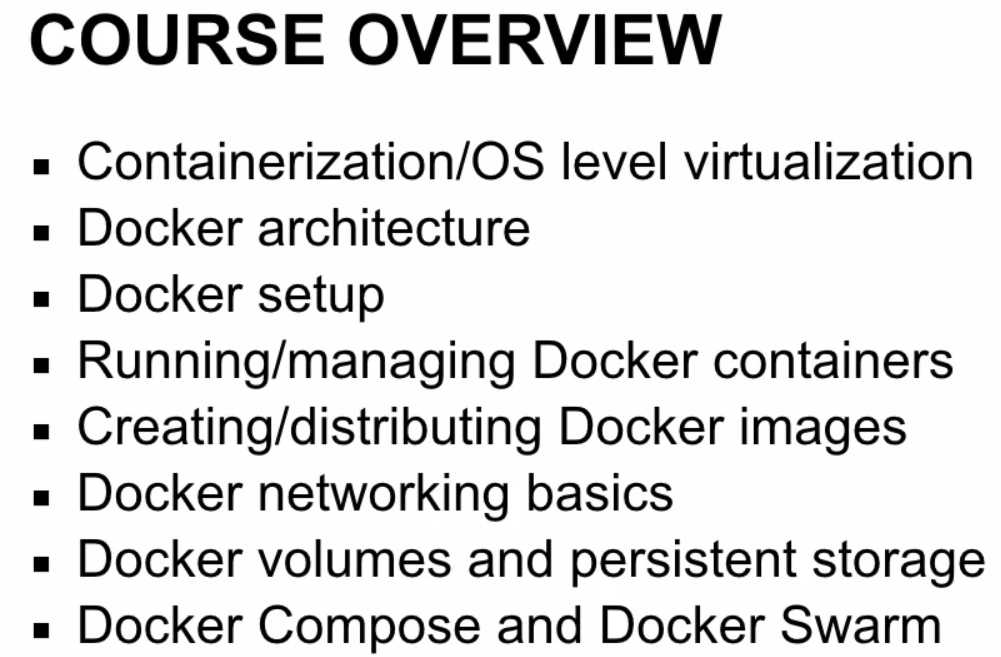 COURSE OVERVIEW
▪ Containerization/OS level virtualization
▪ Docker architecture
▪ Docker setup
▪ Running/managing Docker containers
▪ Creating/distributing Docker images
▪ Docker networking basics
▪ Docker volumes and persistent storage
▪ Docker Compose and Docker Swarm